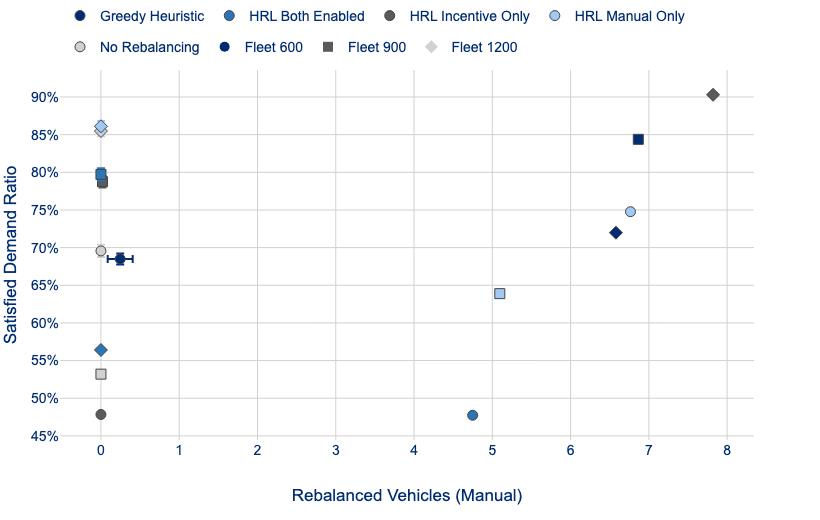 Greedy Heuristic HRL Both Enabled HRL Incentive Only HRL Manual Only
No Rebalancing Fleet 600 Fleet 900 Fleet 1200
90%
85%
80%
75%
70%
65%
60%
55%
50%
45%
Satisfied Demand Ratio
0 1 2 3 4 5 6 7 8
Rebalanced Vehicles (Manual)